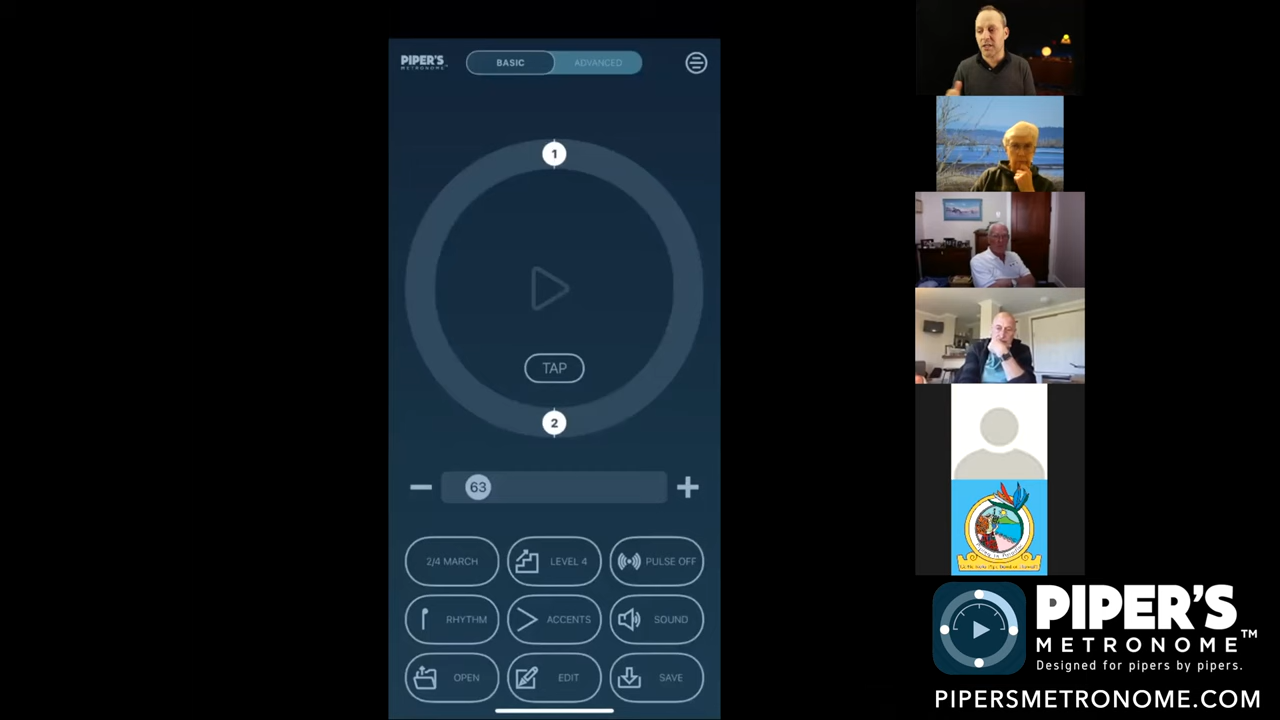 PIPER'S
METRONOME
BASIC
ADVANCED
1
TAP
2
63
2/4 MARCH
LEVEL 4
PULSE OFF
RHYTHM
ACCENTS
SOUND
OPEN
EDIT
SAVE
PIPER'S
METRONOME™
Designed for pipers by pipers.
PIPERSMETRONOME.COM